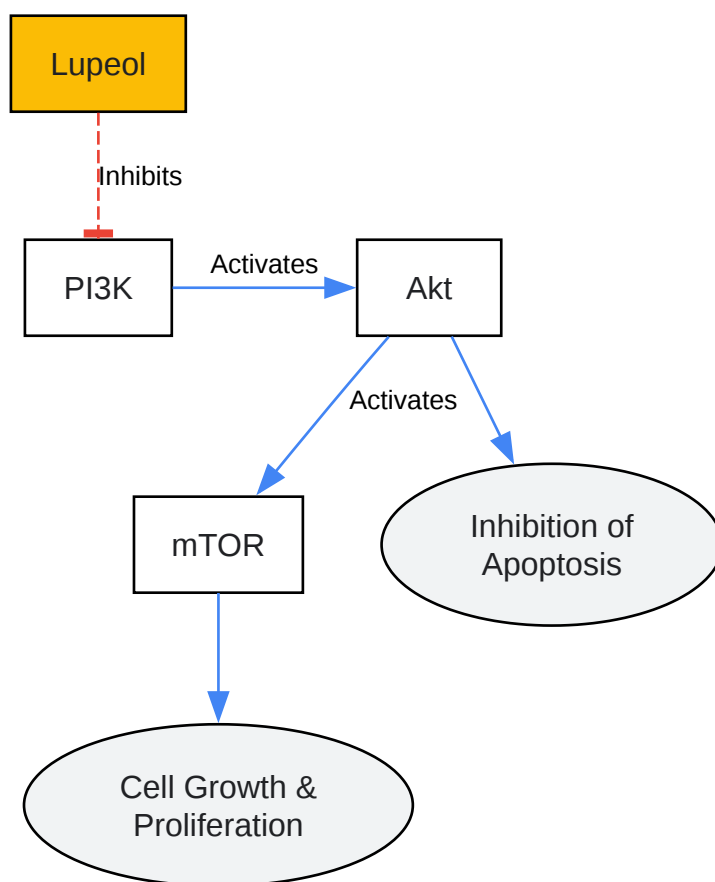 Lupeol
Inhibits
PI3K
Activates
Akt
Activates
mTOR
Inhibition of
Apoptosis
Cell Growth &
Proliferation